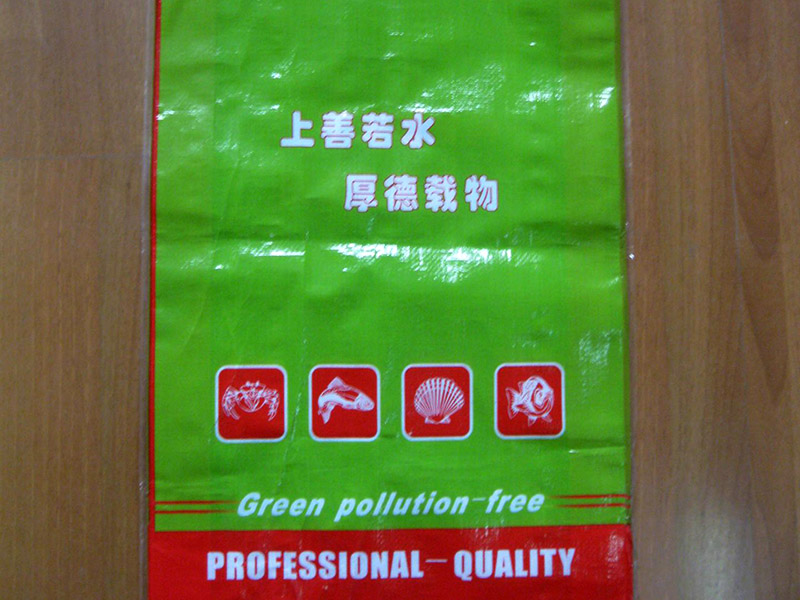 上善若水
厚德载物
Green pollution-free
PROFESSIONAL-QUALITY